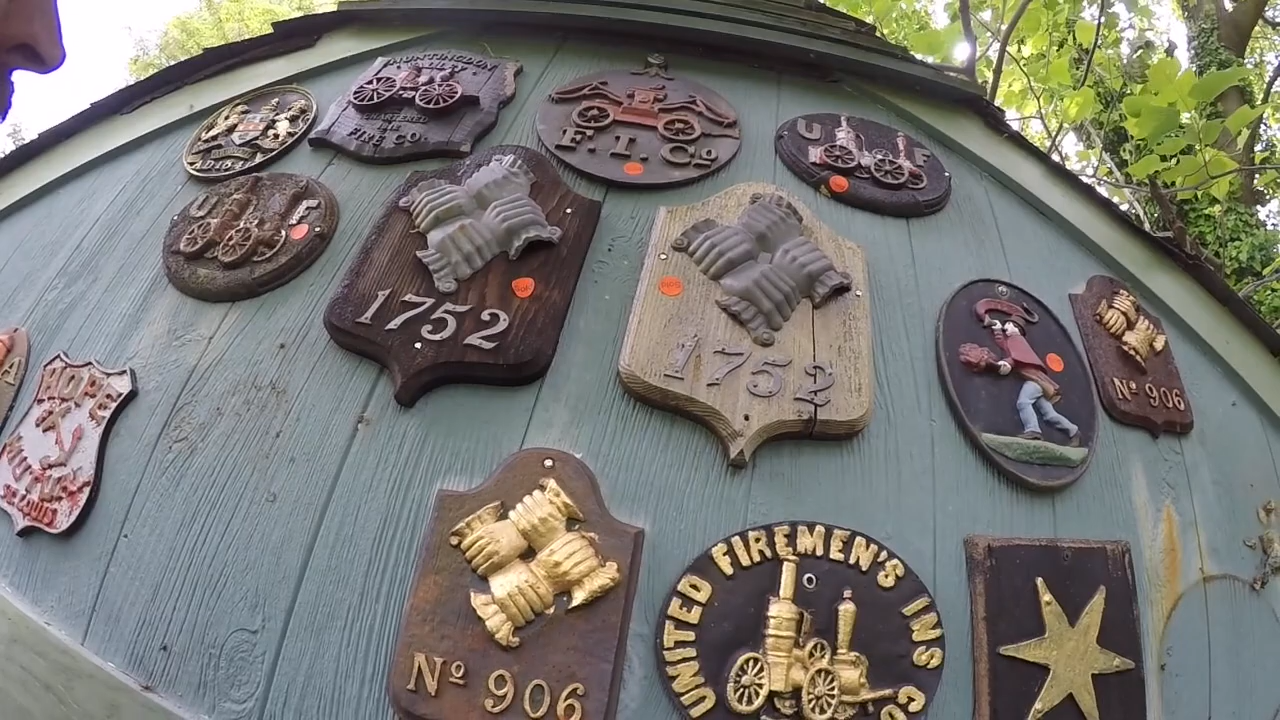 HUNTINGDON
VALLEY
CHARTERED
FIRE CO.
F. I. Co
U F
U F
1752
1752
Nº 906
HOPE
MUTUAL
ST. LOUIS
A
UNITED FIREMEN'S INS CO
Nº 906